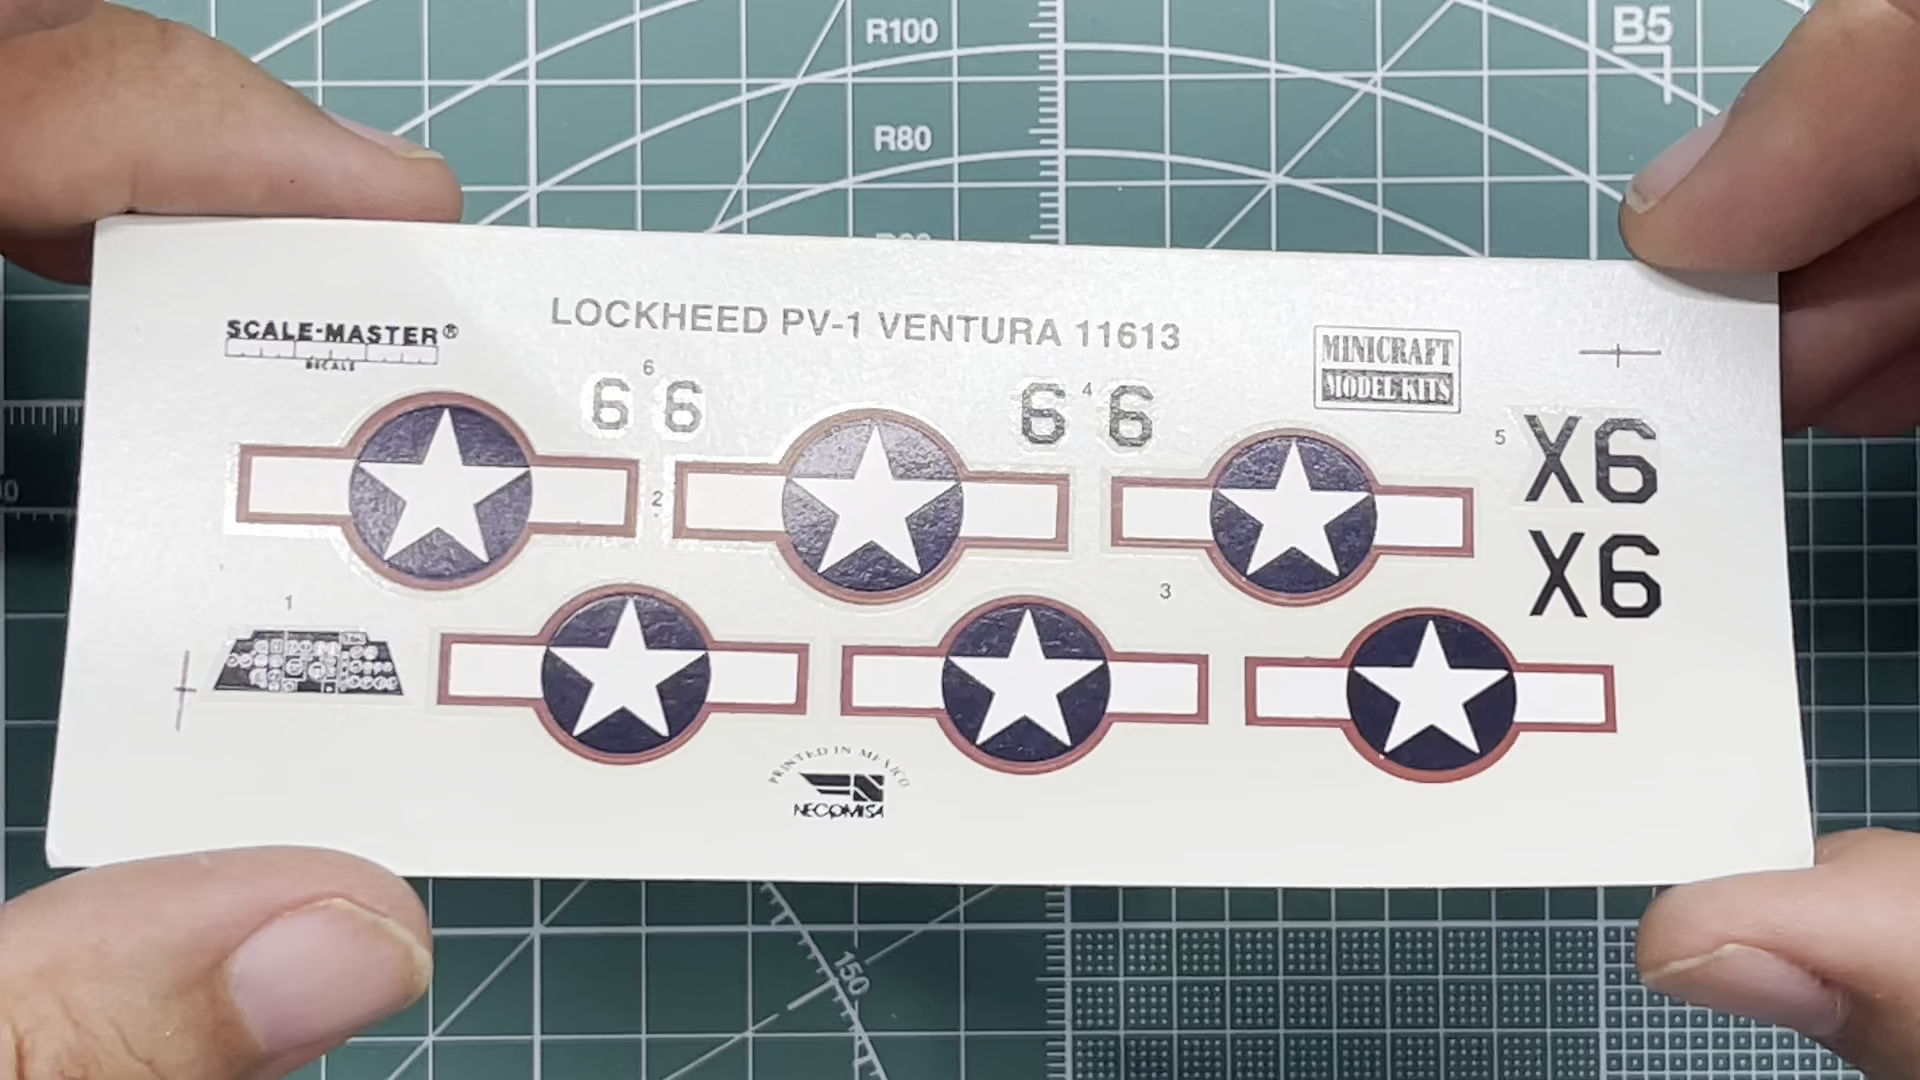 R100
B5
R80
LOCKHEED PV-1 VENTURA 11613
SCALE-MASTER®
DECALS
MINICRAFT
MODEL KITS
6
6 6
4
6 6
5
X6
X6
2
1
3
PRINTED IN MEXICO
NECOMISA
150